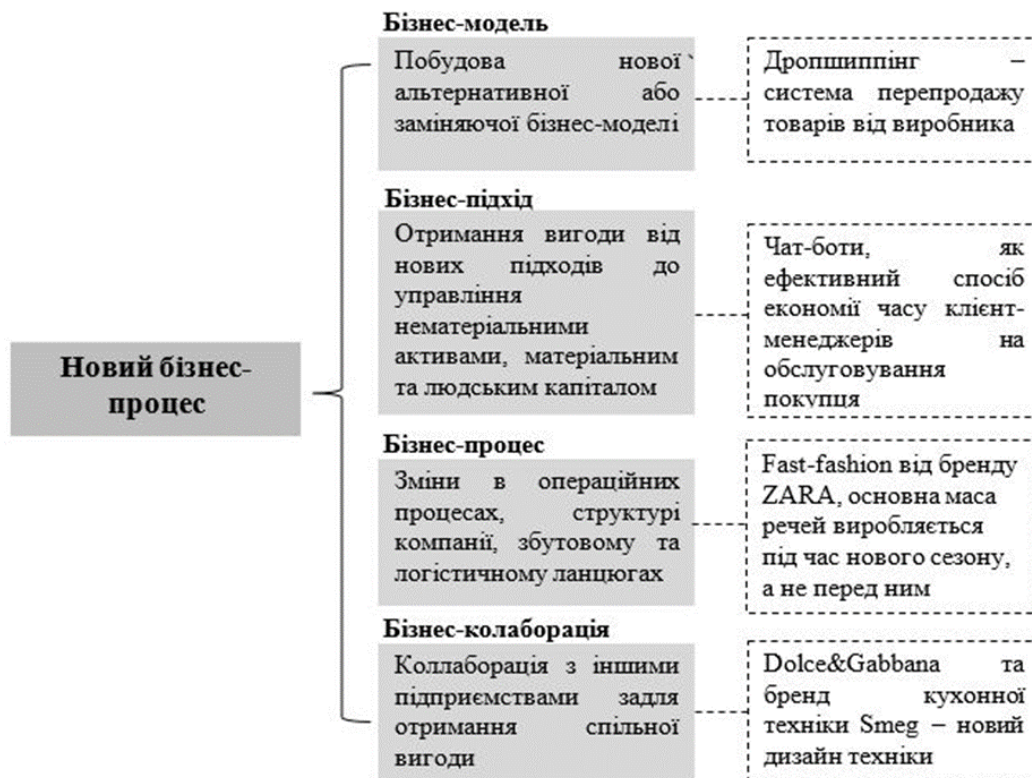 Новий бізнес-
процес
Бізнес-модель
Побудова нової `
альтернативної або
заміняючої бізнес-моделі
Дропшиппінг –
система перепродажу
товарів від виробника
Бізнес-підхід
Отримання вигоди від
нових підходів до
управління
нематеріальними
активами, матеріальним
та людським капіталом
Чат-боти, як
ефективний спосіб
економії часу клієнт-
менеджерів на
обслуговування
покупця
Бізнес-процес
Зміни в операційних
процесах, структурі
компанії, збутовому та
логістичному ланцюгах
Fast-fashion від бренду
ZARA, основна маса
речей виробляється
під час нового сезону,
а не перед ним
Бізнес-колаборація
Коллаборація з іншими
підприємствами задля
отримання спільної
вигоди
Dolce&Gabbana та
бренд кухонної
техніки Smeg – новий
дизайн техніки